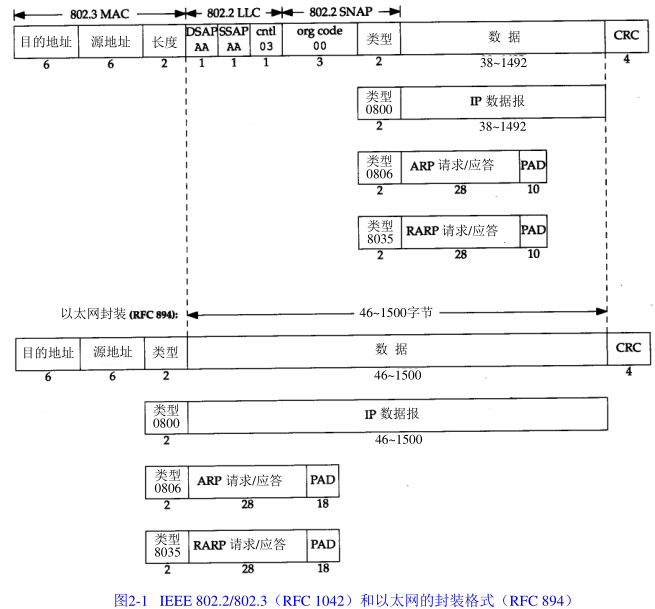 802.3 MAC 802.2 LLC 802.2 SNAP
目的地址 源地址 长度 DSAP AA SSAP AA cntl 03 org code 00 类型 数 据 CRC
6 6 2 1 1 1 3 2 38~1492 4
类型 0800 IP 数据报
2 38~1492
类型 0806 ARP 请求/应答 PAD
2 28 10
类型 8035 RARP 请求/应答 PAD
2 28 10
以太网封装 (RFC 894): 46~1500字节
目的地址 源地址 类型 数 据 CRC
6 6 2 46~1500 4
类型 0800 IP 数据报
2 46~1500
类型 0806 ARP 请求/应答 PAD
2 28 18
类型 8035 RARP 请求/应答 PAD
2 28 18
图2-1 IEEE 802.2/802.3（RFC 1042）和以太网的封装格式（RFC 894）